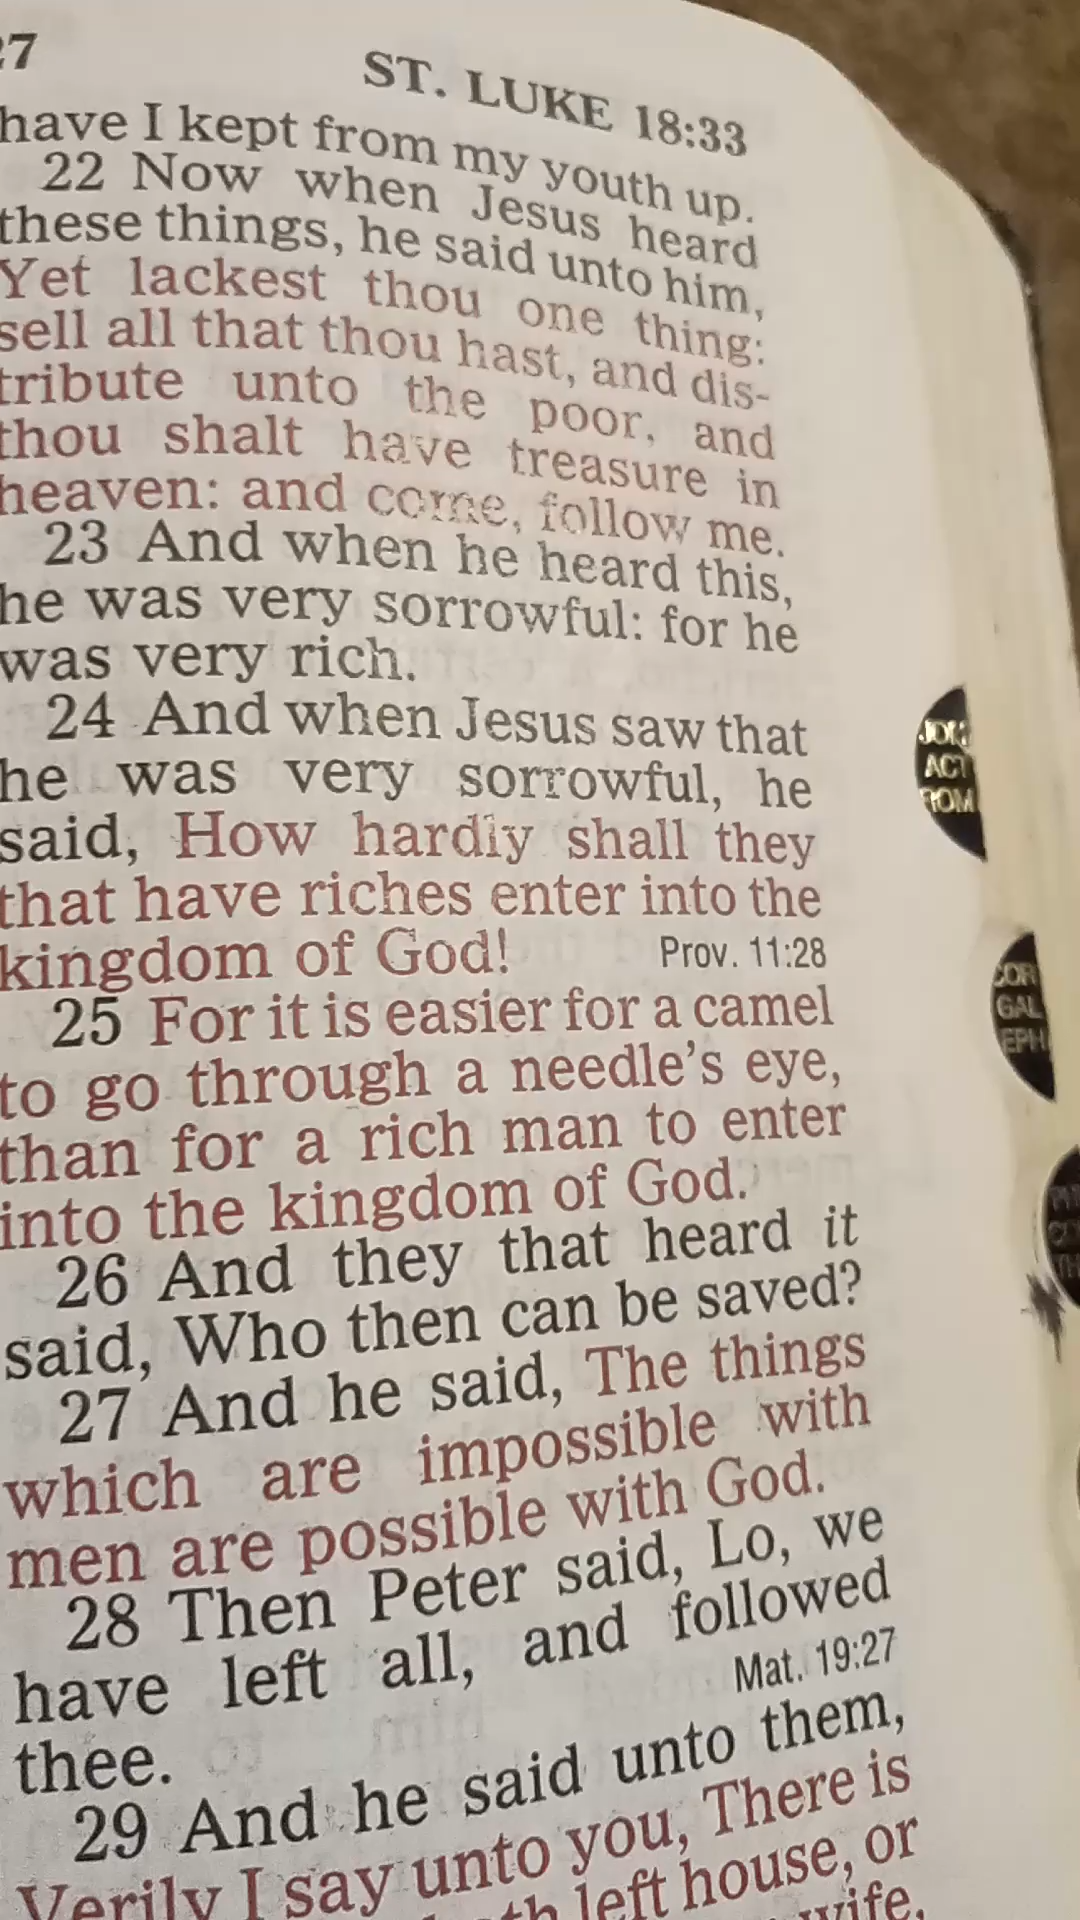 27
ST. LUKE 18:33
have I kept from my youth up.
22 Now when Jesus heard
these things, he said unto him,
Yet lackest thou one thing:
sell all that thou hast, and dis-
tribute unto the poor, and
thou shalt have treasure in
heaven: and come, follow me.
23 And when he heard this,
he was very sorrowful: for he
was very rich.
24 And when Jesus saw that
he was very sorrowful, he
said, How hardly shall they
that have riches enter into the
kingdom of God! Prov. 11:28
25 For it is easier for a camel
to go through a needle's eye,
than for a rich man to enter
into the kingdom of God.
26 And they that heard it
said, Who then can be saved?
27 And he said, The things
which are impossible with
men are possible with God.
28 Then Peter said, Lo, we
have left all, and followed
thee. Mat. 19:27
29 And he said unto them,
Verily I say unto you, There is
left house, or
wife,
ACT
ROM
COR
GAL
EPH